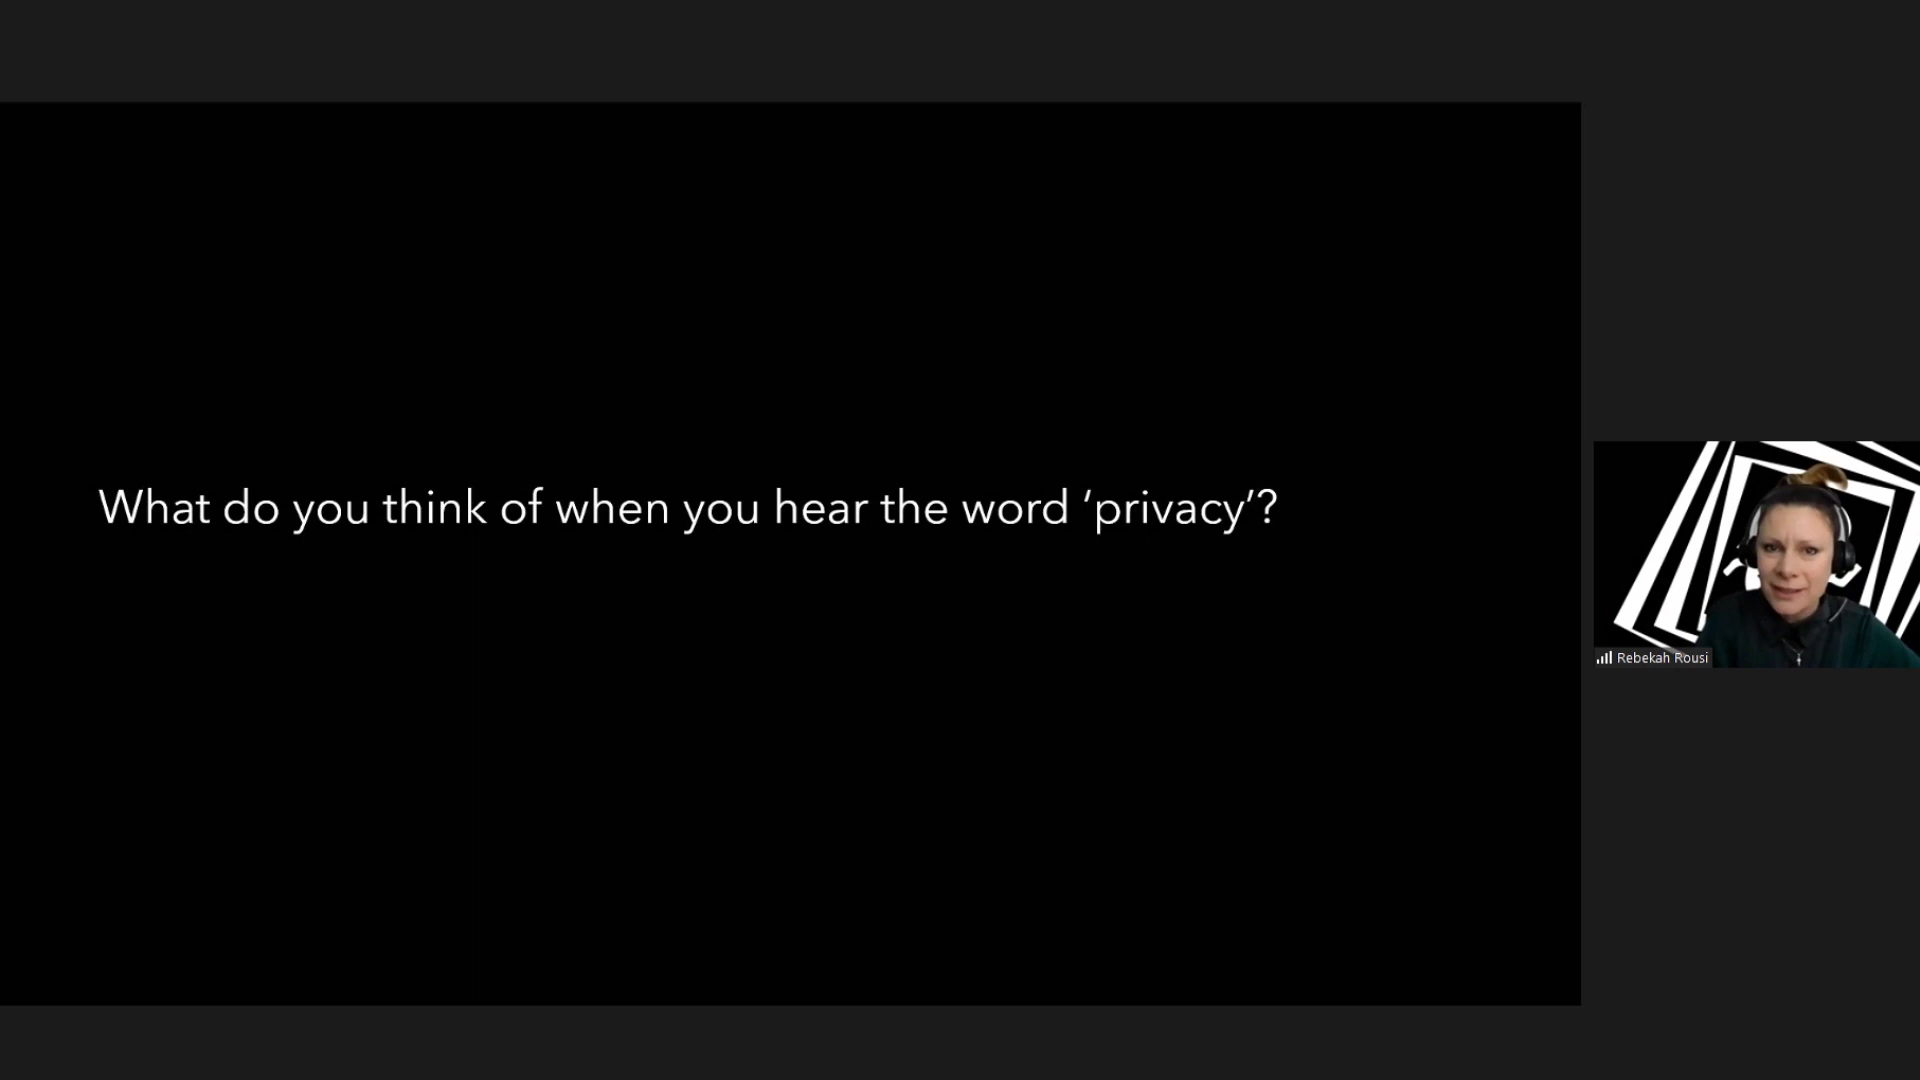 What do you think of when you hear the word ‘privacy’?
Rebekah Rousi